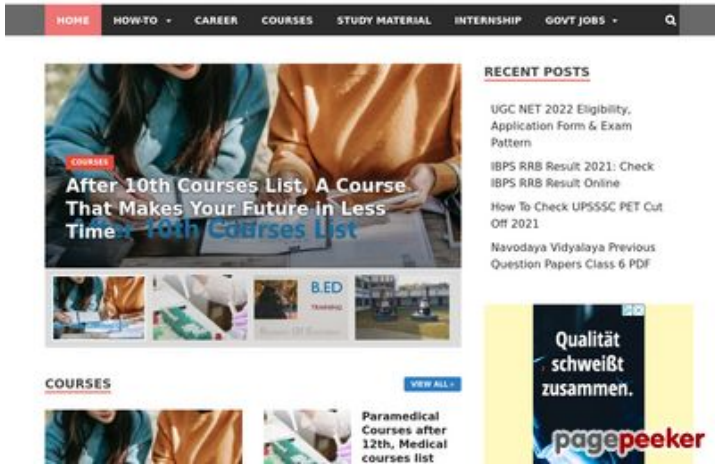 HOME HOW-TO CAREER COURSES STUDY MATERIAL INTERNSHIP GOVT JOBS
COURSES
After 10th Courses List, A Course
That Makes Your Future in Less
Time
After 10th Courses List
B.ED
TRAINING
RECENT POSTS
UGC NET 2022 Eligibility,
Application Form & Exam
Pattern
IBPS RRB Result 2021: Check
IBPS RRB Result Online
How To Check UPSSSC PET Cut
Off 2021
Navodaya Vidyalaya Previous
Question Papers Class 6 PDF
Qualität
schweißt
zusammen.
COURSES
VIEW ALL
Paramedical
Courses after
12th, Medical
courses list
pagepeeker